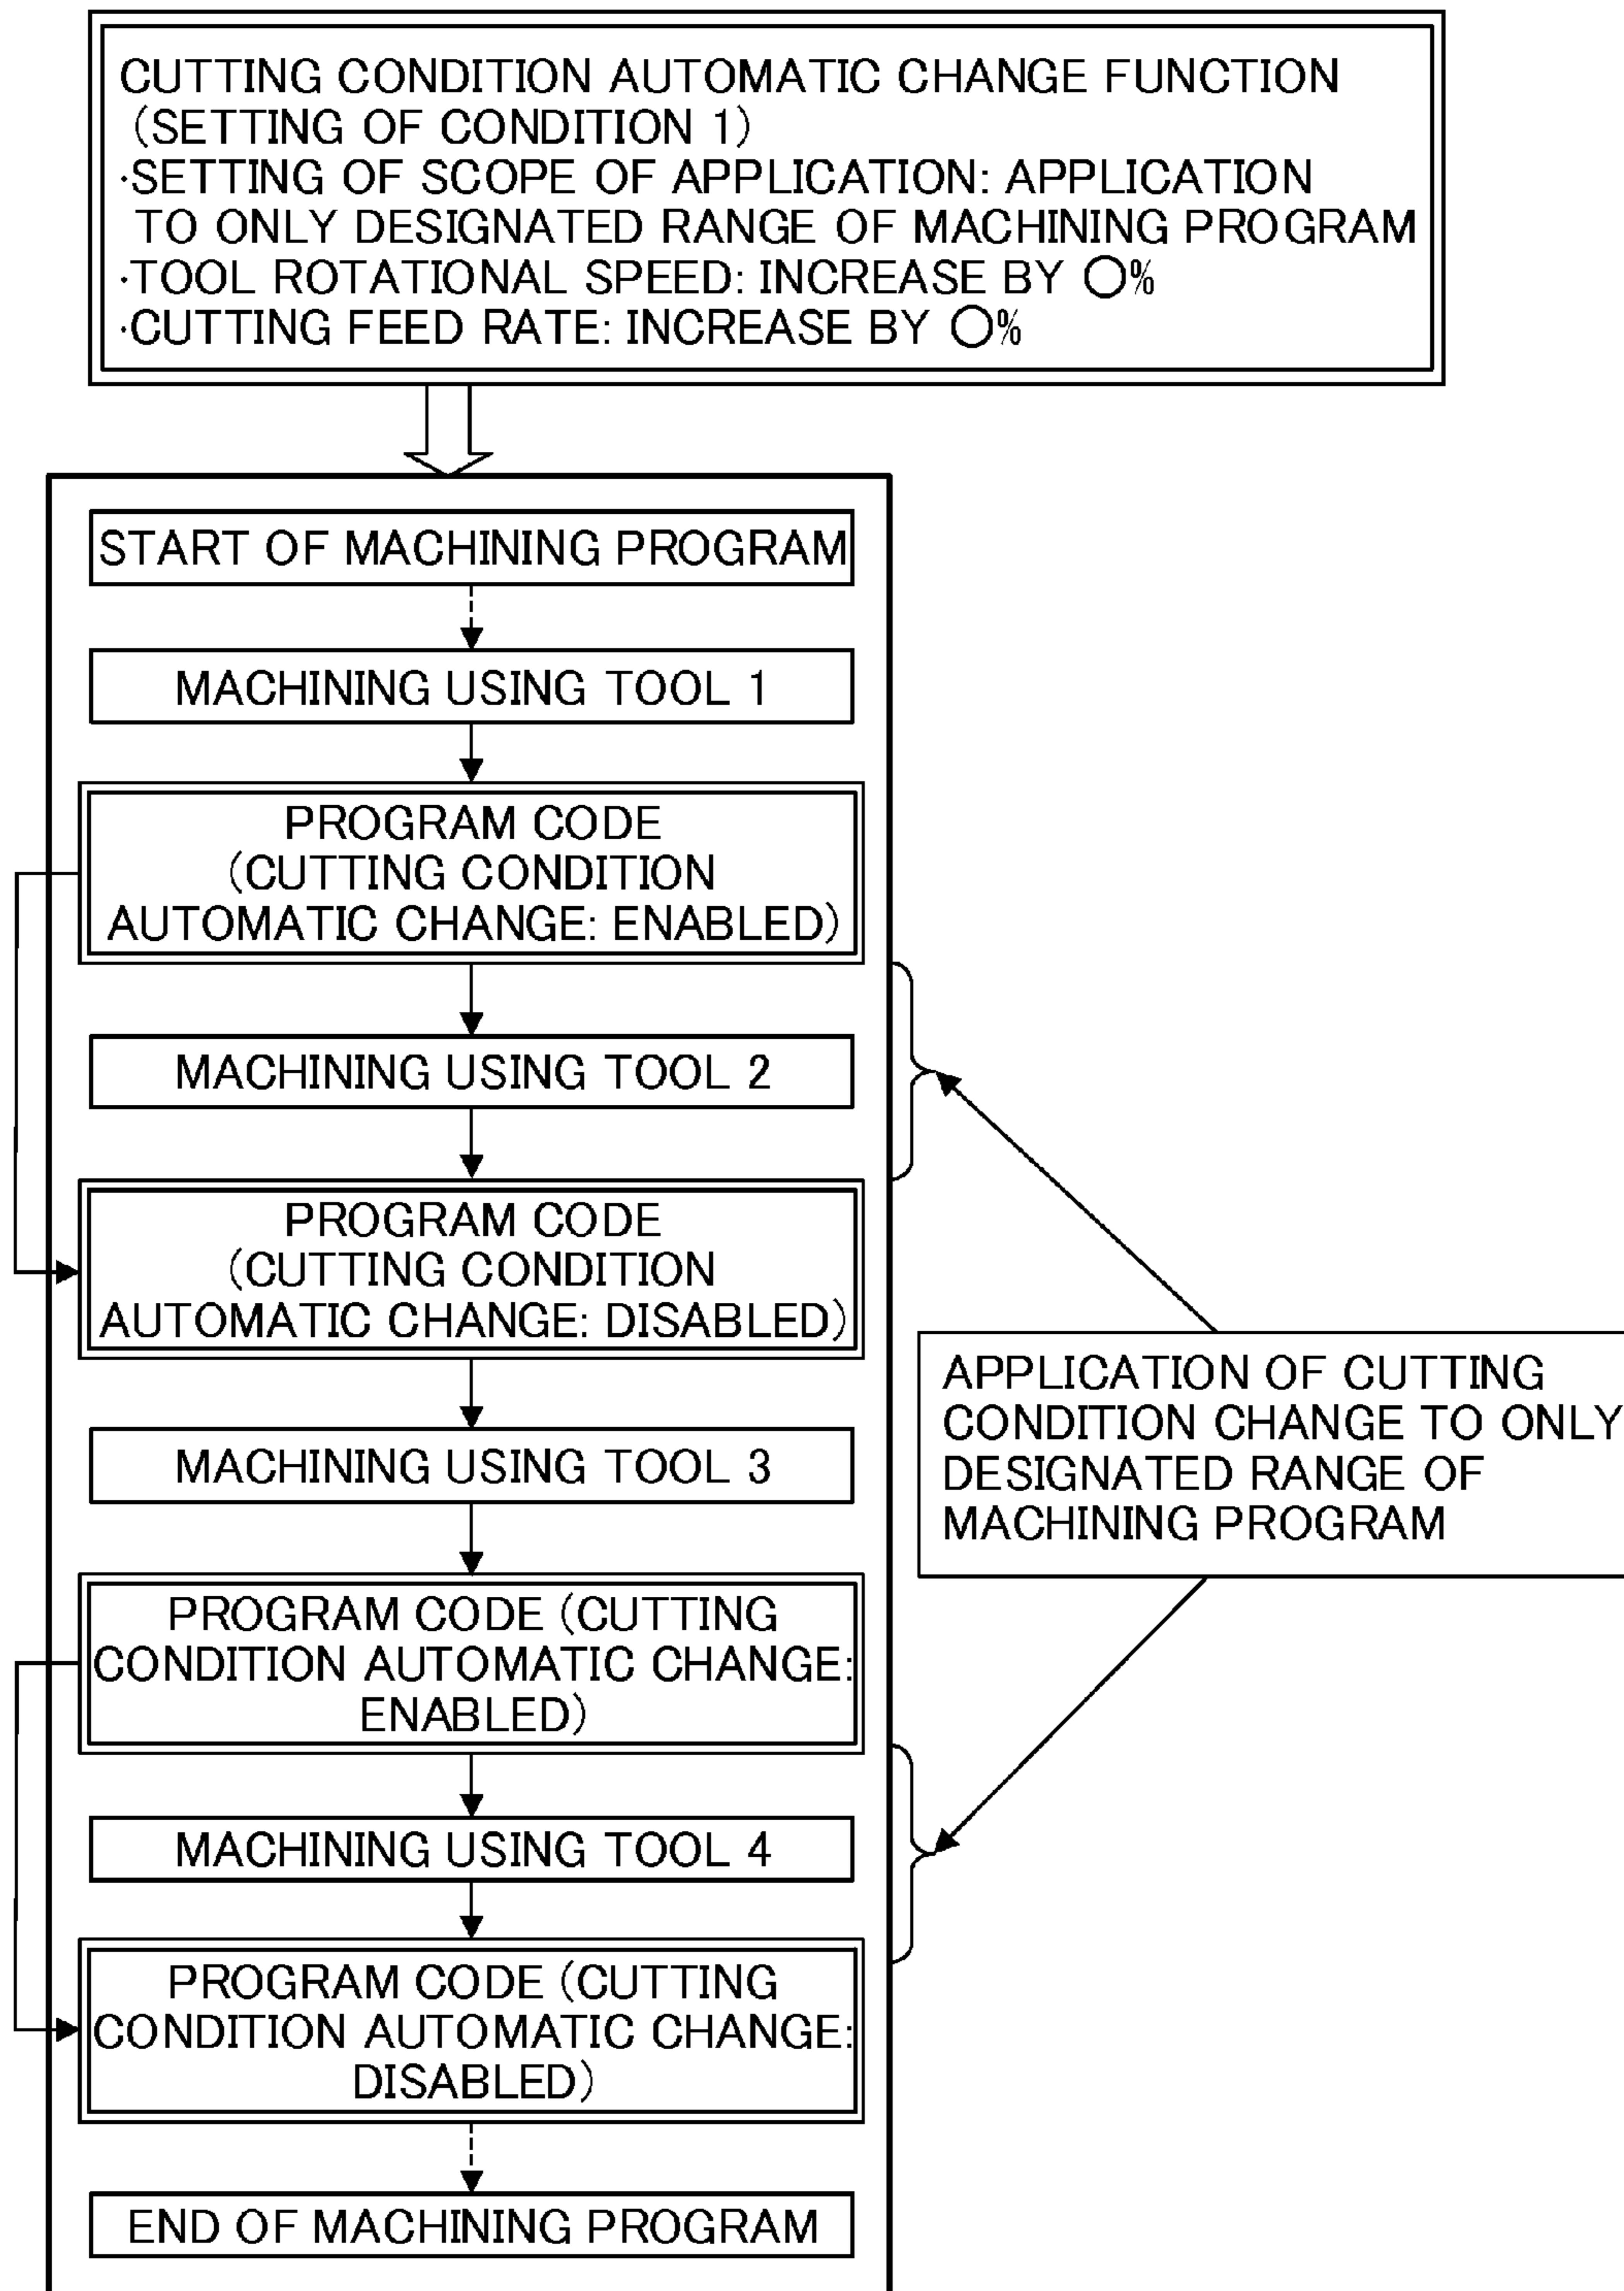 CUTTING CONDITION AUTOMATIC CHANGE FUNCTION
(SETTING OF CONDITION 1)
·SETTING OF SCOPE OF APPLICATION: APPLICATION
TO ONLY DESIGNATED RANGE OF MACHINING PROGRAM
·TOOL ROTATIONAL SPEED: INCREASE BY ○%
·CUTTING FEED RATE: INCREASE BY ○%
START OF MACHINING PROGRAM
MACHINING USING TOOL 1
PROGRAM CODE
(CUTTING CONDITION
AUTOMATIC CHANGE: ENABLED)
MACHINING USING TOOL 2
PROGRAM CODE
(CUTTING CONDITION
AUTOMATIC CHANGE: DISABLED)
MACHINING USING TOOL 3
PROGRAM CODE (CUTTING
CONDITION AUTOMATIC CHANGE:
ENABLED)
MACHINING USING TOOL 4
PROGRAM CODE (CUTTING
CONDITION AUTOMATIC CHANGE:
DISABLED)
END OF MACHINING PROGRAM
APPLICATION OF CUTTING
CONDITION CHANGE TO ONLY
DESIGNATED RANGE OF
MACHINING PROGRAM